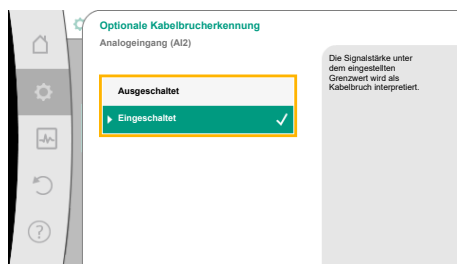 Optionale Kabelbrucherkennung
Analogeingang (AI2)
Die Signalstärke unter
dem eingestellten
Grenzwert wird als
Kabelbruch interpretiert.
Ausgeschaltet
Eingeschaltet
?